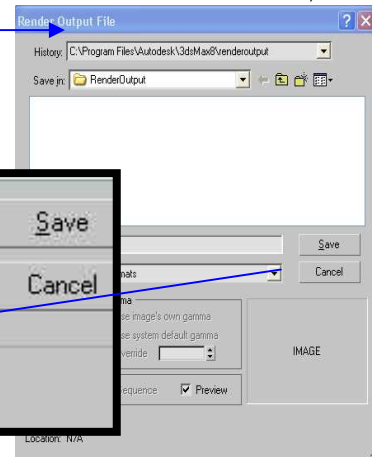 Render Output File
History: C:\Program Files\Autodesk\3dsMax8\renderoutput
Save in: RenderOutput
Save
Cancel
Save
mats
Cancel
ma
se image's own gamma
se system default gamma
verride
IMAGE
equence Preview
Location: N/A